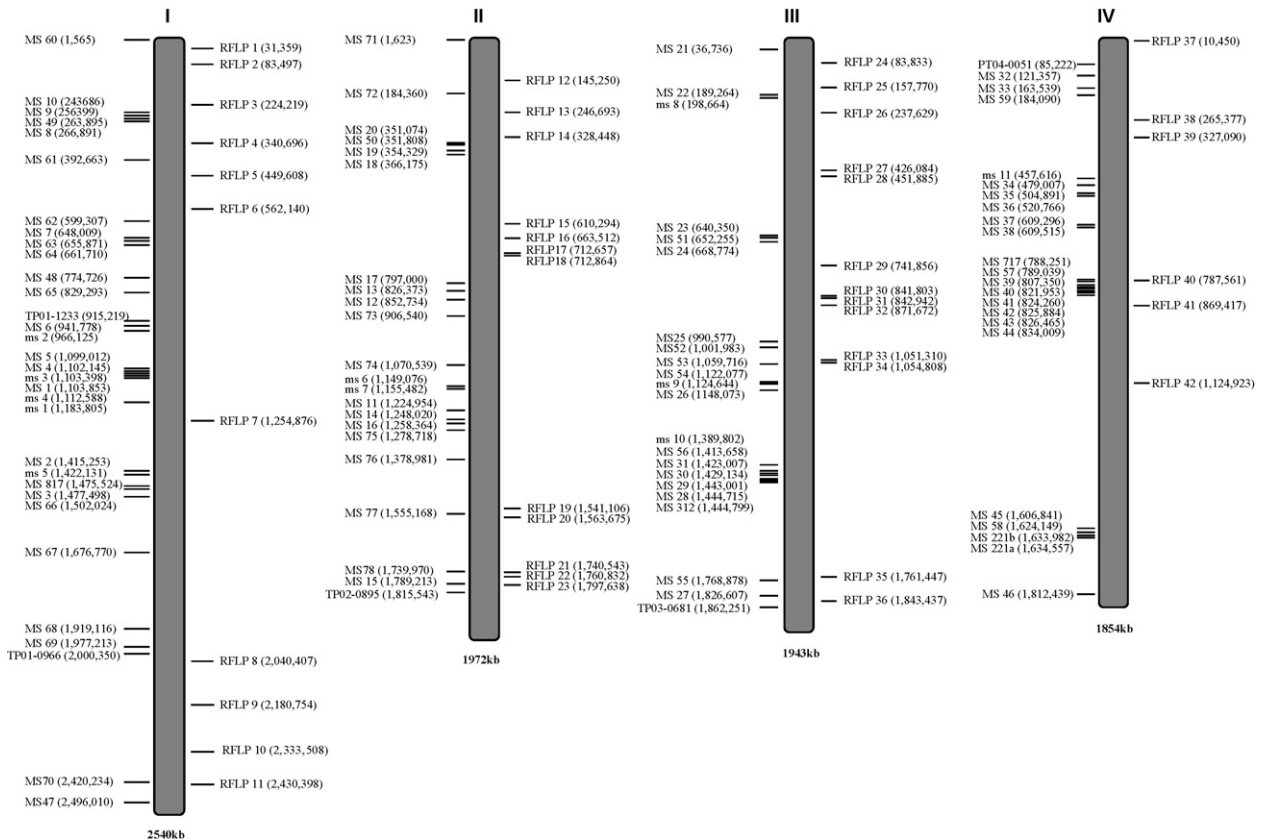 I
MS 60 (1,565)
MS 10 (243686)
MS 9 (256399)
MS 49 (263,895)
MS 8 (266,891)
MS 61 (392,663)
MS 62 (599,307)
MS 7 (648,009)
MS 63 (655,871)
MS 64 (661,710)
MS 48 (774,726)
MS 65 (829,293)
TP01-1233 (915,219)
MS 6 (941,778)
ms 2 (966,125)
MS 5 (1,099,012)
MS 4 (1,102,145)
ms 3 (1,103,398)
MS 1 (1,103,853)
ms 4 (1,112,588)
ms 1 (1,183,805)
MS 2 (1,415,253)
ms 5 (1,422,131)
MS 817 (1,475,524)
MS 3 (1,477,498)
MS 66 (1,502,024)
MS 67 (1,676,770)
MS 68 (1,919,116)
MS 69 (1,977,213)
TP01-0966 (2,000,350)
MS70 (2,420,234)
MS47 (2,496,010)
RFLP 1 (31,359)
RFLP 2 (83,497)
RFLP 3 (224,219)
RFLP 4 (340,696)
RFLP 5 (449,608)
RFLP 6 (562,140)
RFLP 7 (1,254,876)
RFLP 8 (2,040,407)
RFLP 9 (2,180,754)
RFLP 10 (2,333,508)
RFLP 11 (2,430,398)
2540kb
II
MS 71 (1,623)
MS 72 (184,360)
MS 20 (351,074)
MS 50 (351,808)
MS 19 (354,329)
MS 18 (366,175)
MS 17 (797,000)
MS 13 (826,373)
MS 12 (852,734)
MS 73 (906,540)
MS 74 (1,070,539)
ms 6 (1,149,076)
ms 7 (1,155,482)
MS 11 (1,224,954)
MS 14 (1,248,020)
MS 16 (1,258,364)
MS 75 (1,278,718)
MS 76 (1,378,981)
MS 77 (1,555,168)
MS78 (1,739,970)
MS 15 (1,789,213)
TP02-0895 (1,815,543)
RFLP 12 (145,250)
RFLP 13 (246,693)
RFLP 14 (328,448)
RFLP 15 (610,294)
RFLP 16 (663,512)
RFLP17 (712,657)
RFLP18 (712,864)
RFLP 19 (1,541,106)
RFLP 20 (1,563,675)
RFLP 21 (1,740,543)
RFLP 22 (1,760,832)
RFLP 23 (1,797,638)
1972kb
III
MS 21 (36,736)
MS 22 (189,264)
ms 8 (198,664)
MS 23 (640,350)
MS 51 (652,255)
MS 24 (668,774)
MS25 (990,577)
MS52 (1,001,983)
MS 53 (1,059,716)
MS 54 (1,122,077)
ms 9 (1,124,644)
MS 26 (1148,073)
ms 10 (1,389,802)
MS 56 (1,413,658)
MS 31 (1,423,007)
MS 30 (1,429,134)
MS 29 (1,443,001)
MS 28 (1,444,715)
MS 312 (1,444,799)
MS 55 (1,768,878)
MS 27 (1,826,607)
TP03-0681 (1,862,251)
RFLP 24 (83,833)
RFLP 25 (157,770)
RFLP 26 (237,629)
RFLP 27 (426,084)
RFLP 28 (451,885)
RFLP 29 (741,856)
RFLP 30 (841,803)
RFLP 31 (842,942)
RFLP 32 (871,672)
RFLP 33 (1,051,310)
RFLP 34 (1,054,808)
RFLP 35 (1,761,447)
RFLP 36 (1,843,437)
1943kb
IV
PT04-0051 (85,222)
MS 32 (121,357)
MS 33 (163,539)
MS 59 (184,090)
ms 11 (457,616)
MS 34 (479,007)
MS 35 (504,891)
MS 36 (520,766)
MS 37 (609,296)
MS 38 (609,515)
MS 717 (788,251)
MS 57 (789,039)
MS 39 (807,350)
MS 40 (821,953)
MS 41 (824,260)
MS 42 (825,884)
MS 43 (826,465)
MS 44 (834,009)
MS 45 (1,606,841)
MS 58 (1,624,149)
MS 221b (1,633,982)
MS 221a (1,634,557)
MS 46 (1,812,439)
RFLP 37 (10,450)
RFLP 38 (265,377)
RFLP 39 (327,090)
RFLP 40 (787,561)
RFLP 41 (869,417)
RFLP 42 (1,124,923)
1854kb